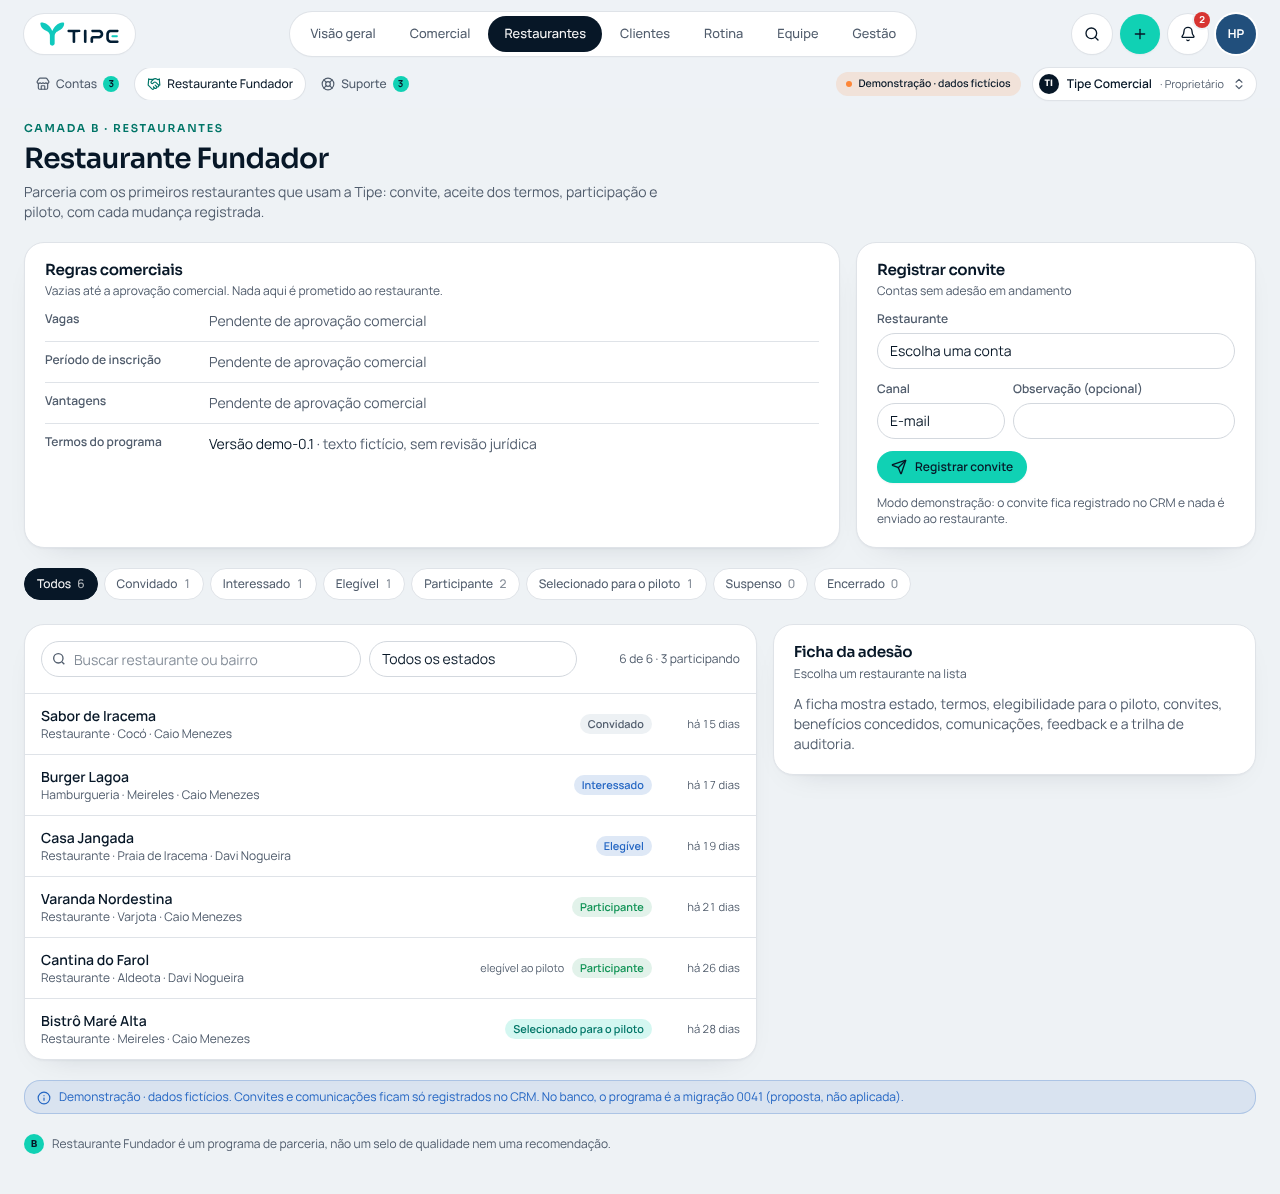 TIPE
Visão geral
Comercial
Restaurantes
Clientes
Rotina
Equipe
Gestão
2
HP
Contas 3
Restaurante Fundador
Suporte 3
Demonstração · dados fictícios
TI Tipe Comercial · Proprietário
CAMADA B · RESTAURANTES
Restaurante Fundador
Parceria com os primeiros restaurantes que usam a Tipe: convite, aceite dos termos, participação e
piloto, com cada mudança registrada.
Regras comerciais
Vazias até a aprovação comercial. Nada aqui é prometido ao restaurante.
Vagas Pendente de aprovação comercial
Período de inscrição Pendente de aprovação comercial
Vantagens Pendente de aprovação comercial
Termos do programa Versão demo-0.1 · texto fictício, sem revisão jurídica
Registrar convite
Contas sem adesão em andamento
Restaurante
Escolha uma conta
Canal Observação (opcional)
E-mail
Registrar convite
Modo demonstração: o convite fica registrado no CRM e nada é
enviado ao restaurante.
Todos 6
Convidado 1
Interessado 1
Elegível 1
Participante 2
Selecionado para o piloto 1
Suspenso 0
Encerrado 0
Buscar restaurante ou bairro
Todos os estados
6 de 6 · 3 participando
Sabor de Iracema
Restaurante · Cocó · Caio Menezes
Convidado há 15 dias
Burger Lagoa
Hamburgueria · Meireles · Caio Menezes
Interessado há 17 dias
Casa Jangada
Restaurante · Praia de Iracema · Davi Nogueira
Elegível há 19 dias
Varanda Nordestina
Restaurante · Varjota · Caio Menezes
Participante há 21 dias
Cantina do Farol
Restaurante · Aldeota · Davi Nogueira
elegível ao piloto Participante há 26 dias
Bistrô Maré Alta
Restaurante · Meireles · Caio Menezes
Selecionado para o piloto há 28 dias
Ficha da adesão
Escolha um restaurante na lista
A ficha mostra estado, termos, elegibilidade para o piloto, convites,
benefícios concedidos, comunicações, feedback e a trilha de
auditoria.
Demonstração · dados fictícios. Convites e comunicações ficam só registrados no CRM. No banco, o programa é a migração 0041 (proposta, não aplicada).
B Restaurante Fundador é um programa de parceria, não um selo de qualidade nem uma recomendação.